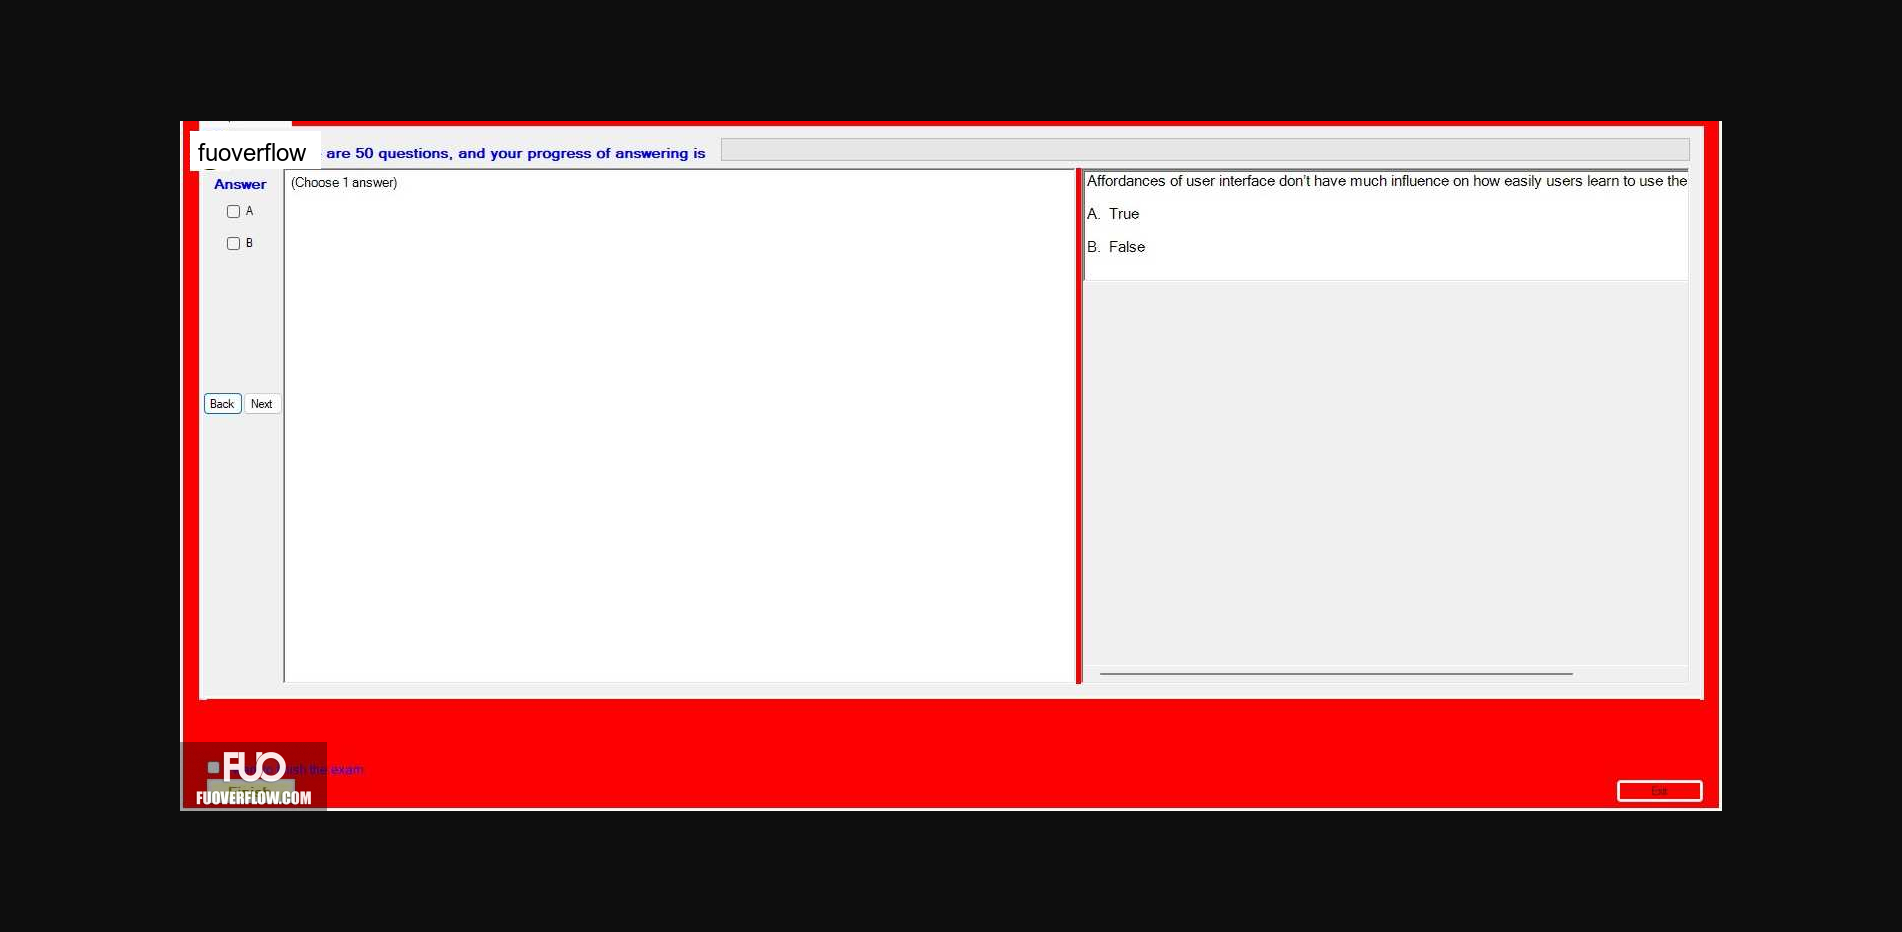 fuoverflow are 50 questions, and your progress of answering is
Answer
(Choose 1 answer)
A
B
Back Next
Affordances of user interface don't have much influence on how easily users learn to use the
A. True
B. False
the exam
Finish
FUO
FUOVERFLOW.COM
Exit